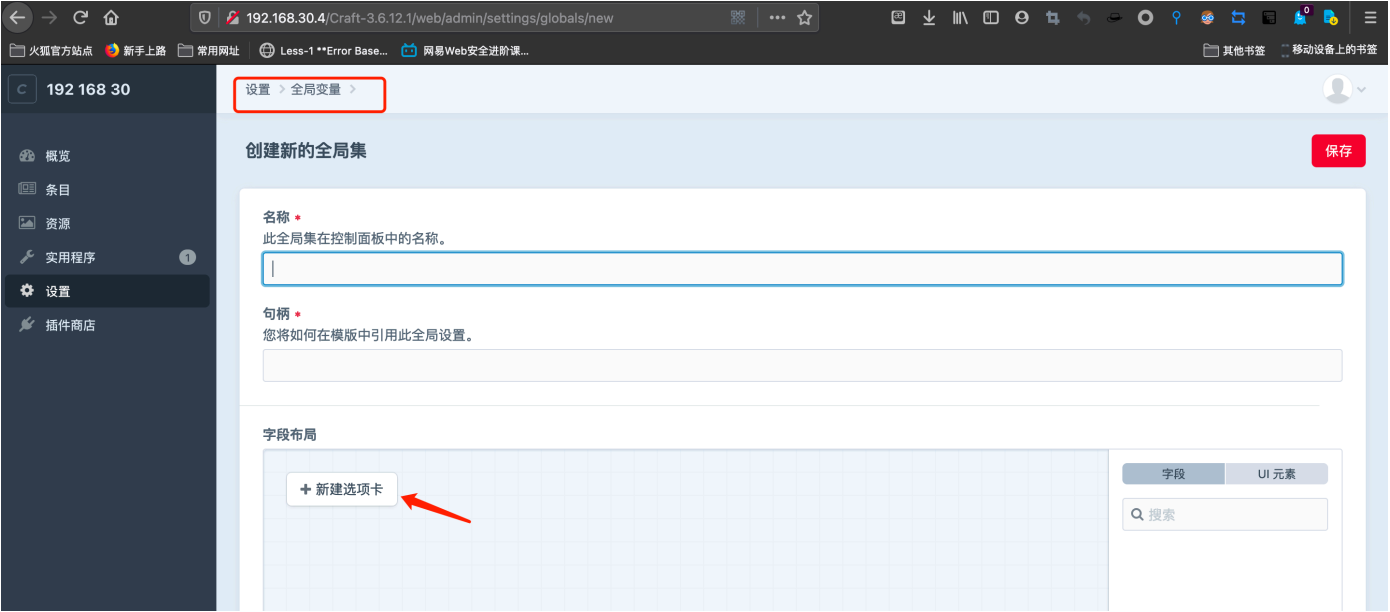 192.168.30.4/Craft-3.6.12.1/web/admin/settings/globals/new
火狐官方站点 新手上路 常用网址 Less-1 **Error Base... 网易Web安全进阶课... 其他书签 移动设备上的书签
C 192 168 30
设置 > 全局变量 >
创建新的全局集
保存
概览
条目
资源
实用程序 1
设置
插件商店
名称 *
此全局集在控制面板中的名称。
句柄 *
您将如何在模版中引用此全局设置。
字段布局
+ 新建选项卡
字段 UI 元素
搜索
0